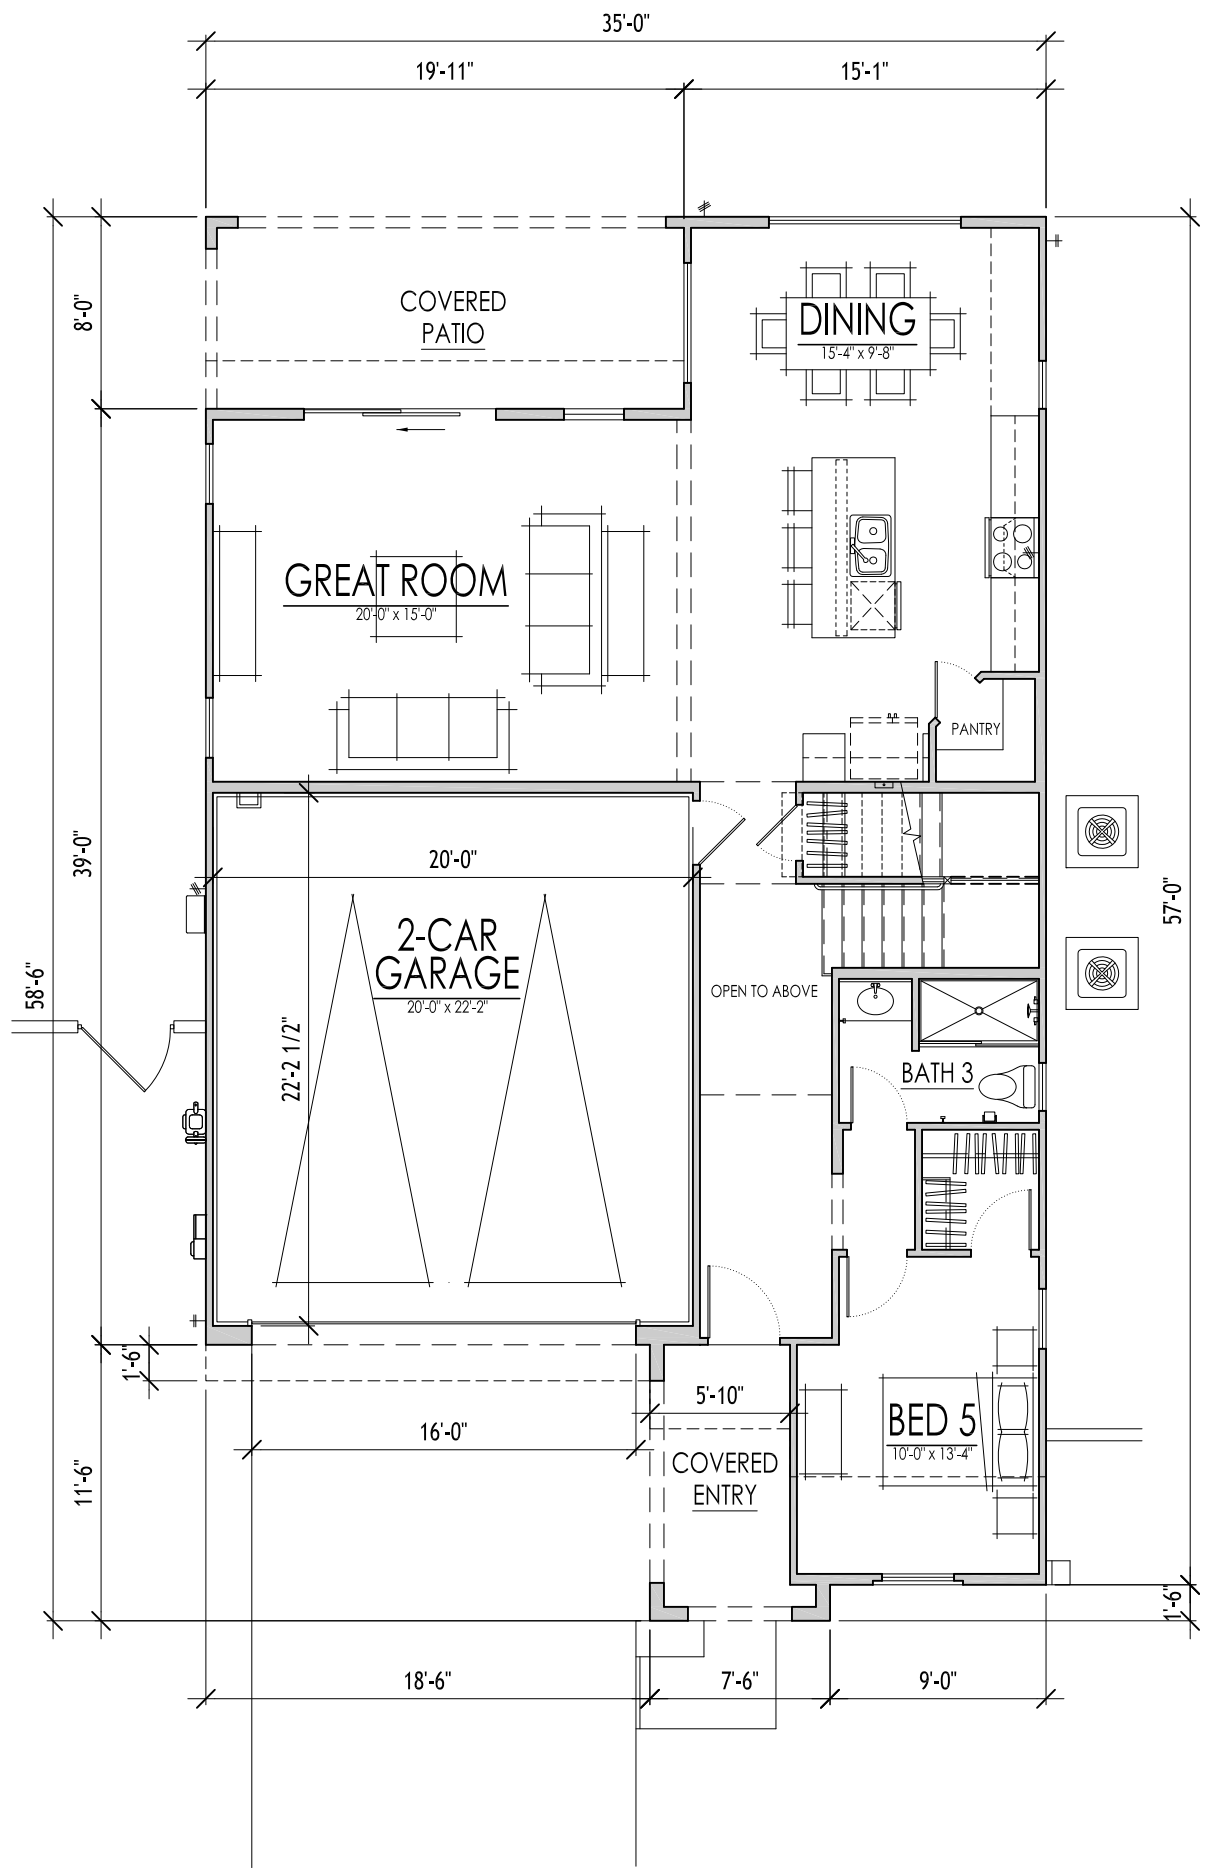 35'-0"
19'-11"
15'-1"
COVERED
PATIO
DINING
15'-4" x 9'-8"
8'-0"
GREAT ROOM
20'-0" x 15'-0"
PANTRY
39'-0"
20'-0"
57'-0"
2-CAR
GARAGE
20'-0" x 22'-2"
58'-6"
OPEN TO ABOVE
22'-2 1/2"
BATH 3
1'-6"
5'-10"
16'-0"
BED 5
10'-0" x 13'-4"
COVERED
ENTRY
11'-6"
1'-6"
18'-6"
7'-6"
9'-0"